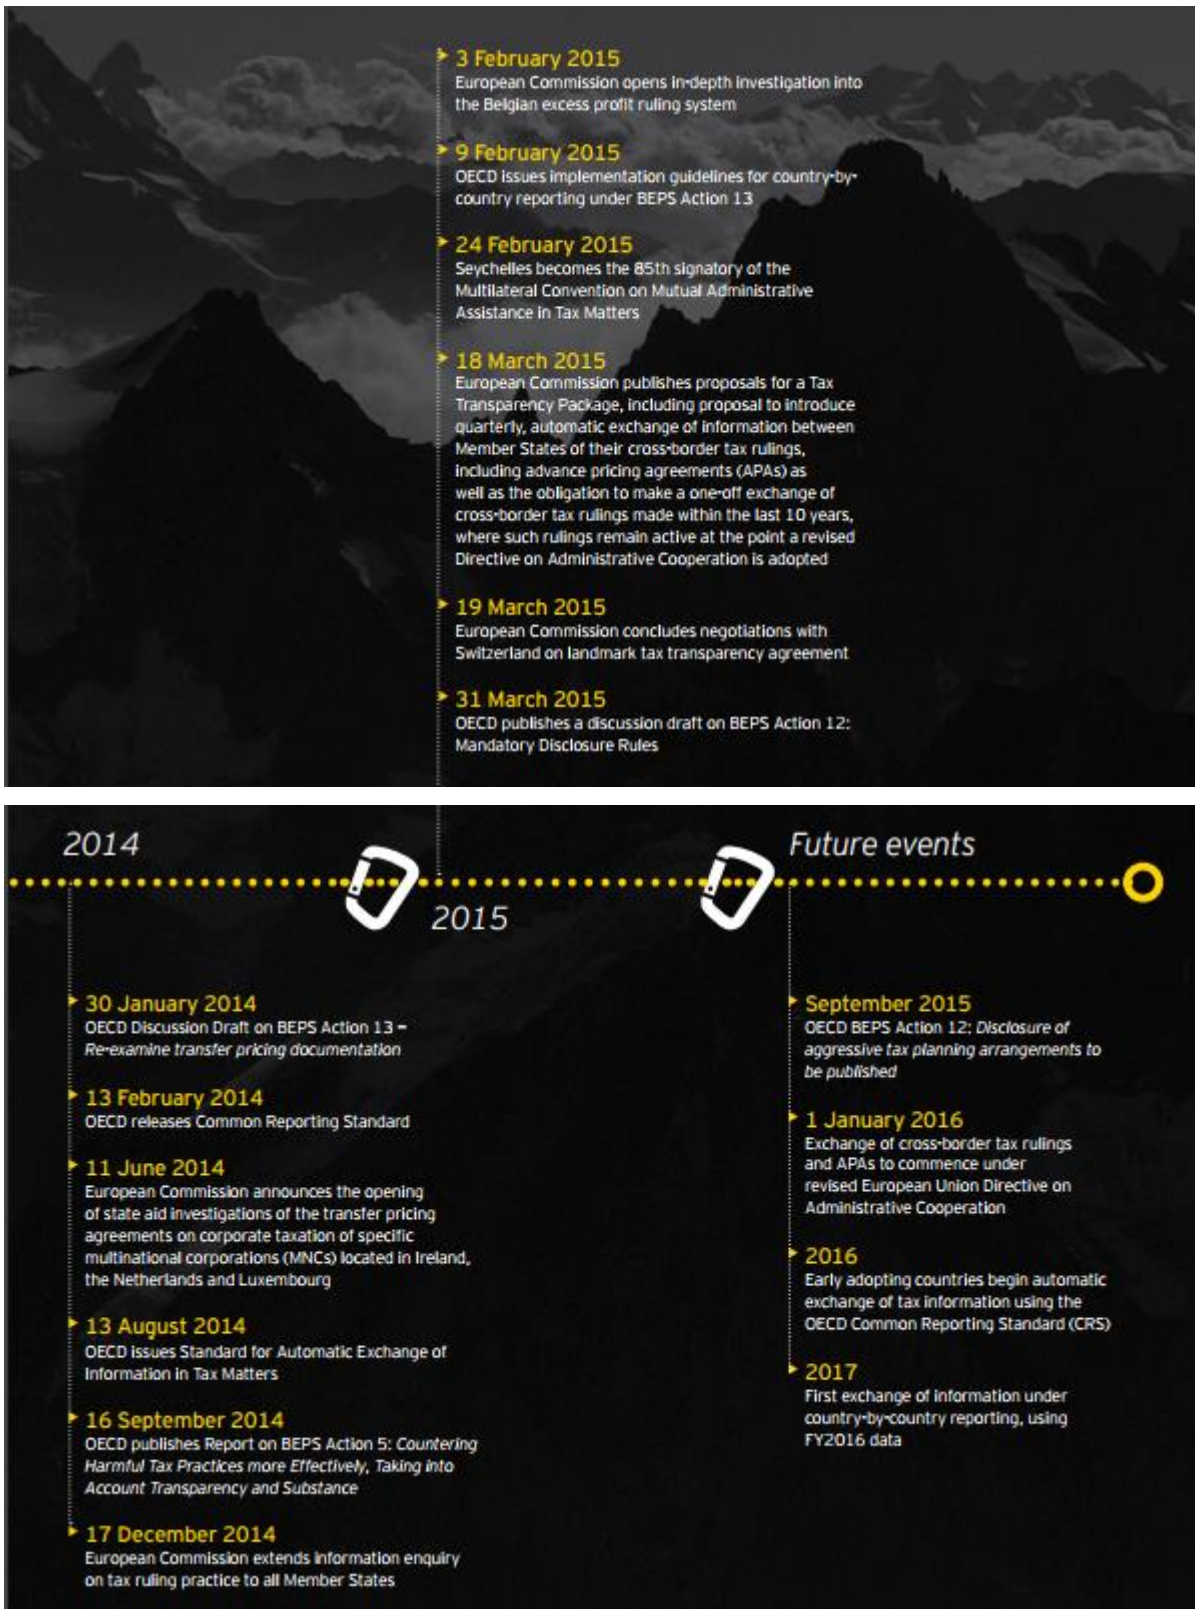 3 February 2015
European Commission opens in-depth investigation into
the Belgian excess profit ruling system
9 February 2015
OECD issues implementation guidelines for country-by-
country reporting under BEPS Action 13
24 February 2015
Seychelles becomes the 85th signatory of the
Multilateral Convention on Mutual Administrative
Assistance in Tax Matters
18 March 2015
European Commission publishes proposals for a Tax
Transparency Package, including proposal to introduce
quarterly, automatic exchange of information between
Member States of their cross-border tax rulings,
including advance pricing agreements (APAs) as
well as the obligation to make a one-off exchange of
cross-border tax rulings made within the last 10 years,
where such rulings remain active at the point a revised
Directive on Administrative Cooperation is adopted
19 March 2015
European Commission concludes negotiations with
Switzerland on landmark tax transparency agreement
31 March 2015
OECD publishes a discussion draft on BEPS Action 12:
Mandatory Disclosure Rules
2014
2015
Future events
30 January 2014
OECD Discussion Draft on BEPS Action 13 –
Re-examine transfer pricing documentation
13 February 2014
OECD releases Common Reporting Standard
11 June 2014
European Commission announces the opening
of state aid investigations of the transfer pricing
agreements on corporate taxation of specific
multinational corporations (MNCs) located in Ireland,
the Netherlands and Luxembourg
13 August 2014
OECD issues Standard for Automatic Exchange of
Information in Tax Matters
16 September 2014
OECD publishes Report on BEPS Action 5: Countering
Harmful Tax Practices more Effectively, Taking into
Account Transparency and Substance
17 December 2014
European Commission extends information enquiry
on tax ruling practice to all Member States
September 2015
OECD BEPS Action 12: Disclosure of
aggressive tax planning arrangements to
be published
1 January 2016
Exchange of cross-border tax rulings
and APAs to commence under
revised European Union Directive on
Administrative Cooperation
2016
Early adopting countries begin automatic
exchange of tax information using the
OECD Common Reporting Standard (CRS)
2017
First exchange of information under
country-by-country reporting, using
FY2016 data